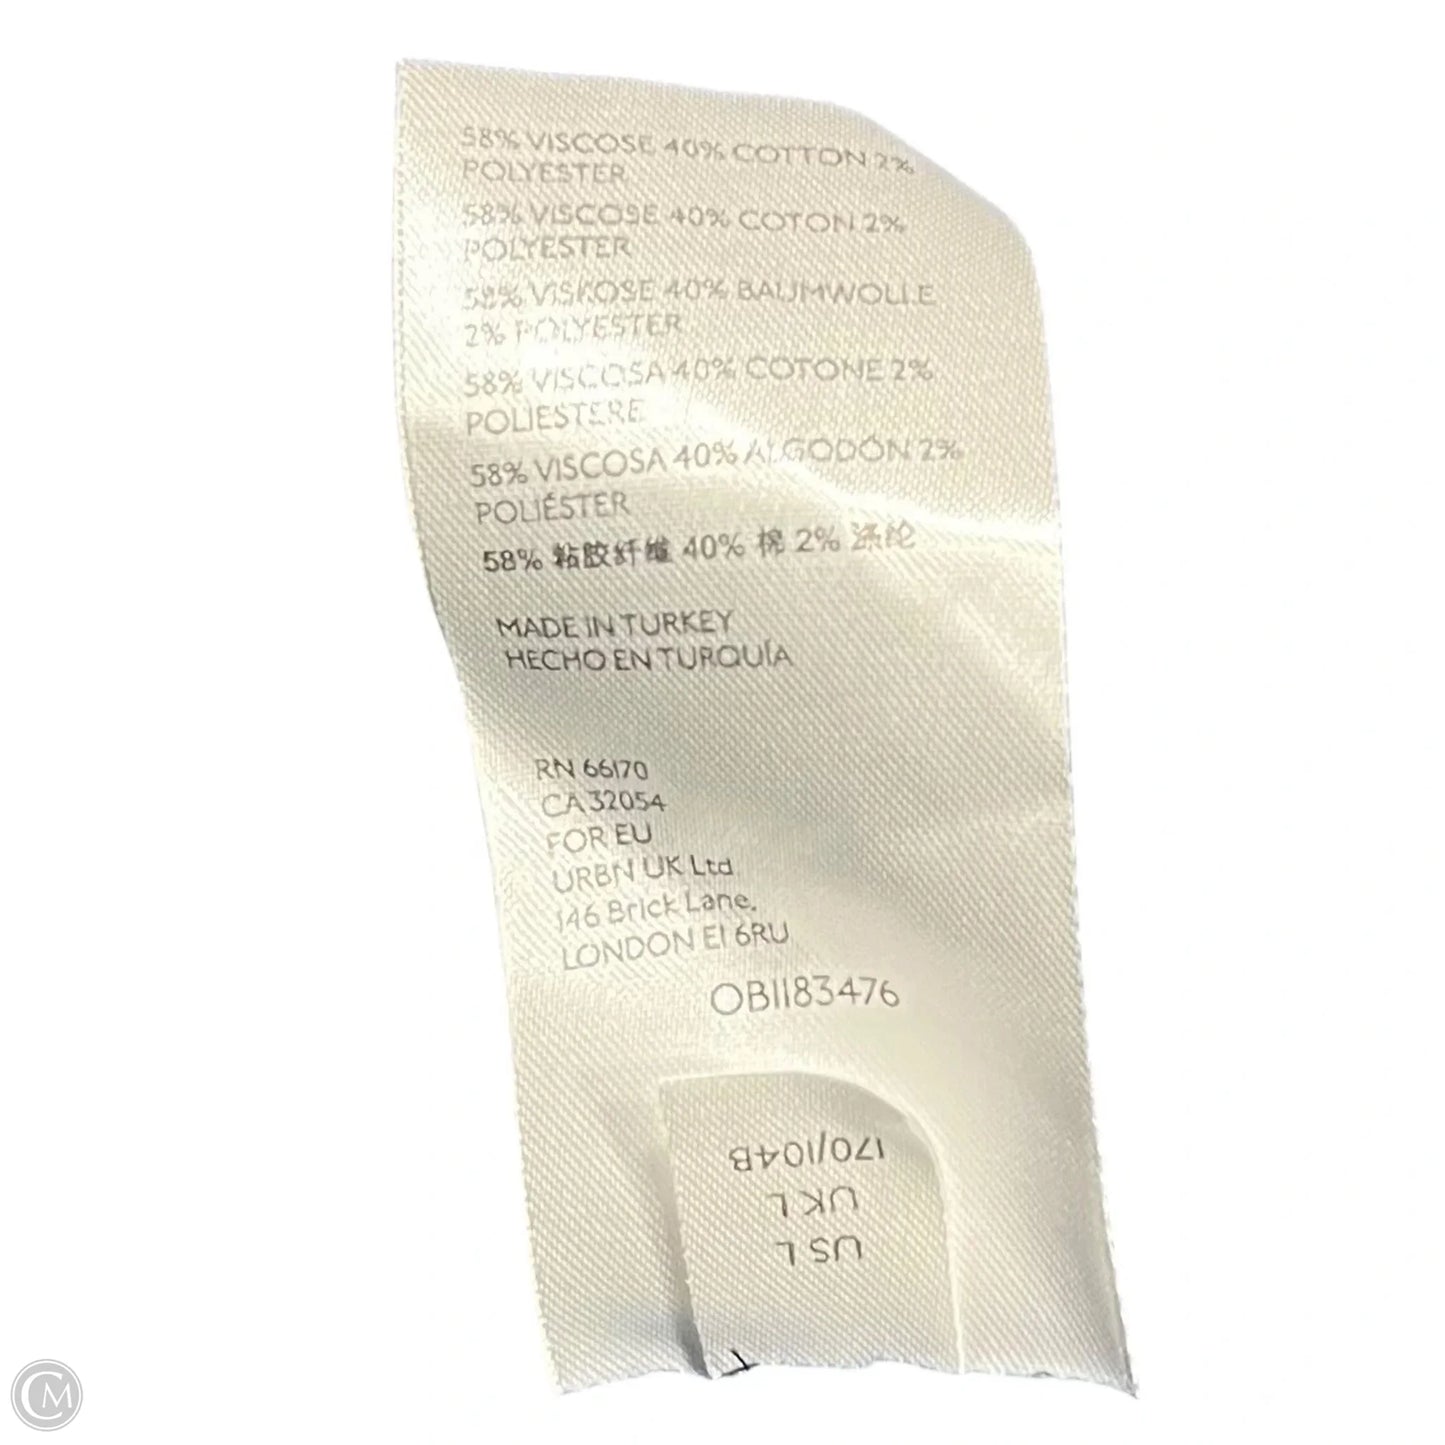 58% VISCOSE 40% COTTON 2%
POLYESTER
58% VISCOSE 40% COTON 2%
POLYESTER
58% VISKOSE 40% BAUMWOLLE
2% POLYESTER
58% VISCOSA 40% COTONE 2%
POLIESTERE
58% VISCOSA 40% ALGODÓN 2%
POLIÉSTER
58% 粘胶纤维 40% 棉 2% 涤纶
MADE IN TURKEY
HECHO EN TURQUÍA
RN 66170
CA 32054
FOR EU
URBN UK Ltd
146 Brick Lane,
LONDON E1 6RU
OB1183476
US L
UK L
170/104B
CM